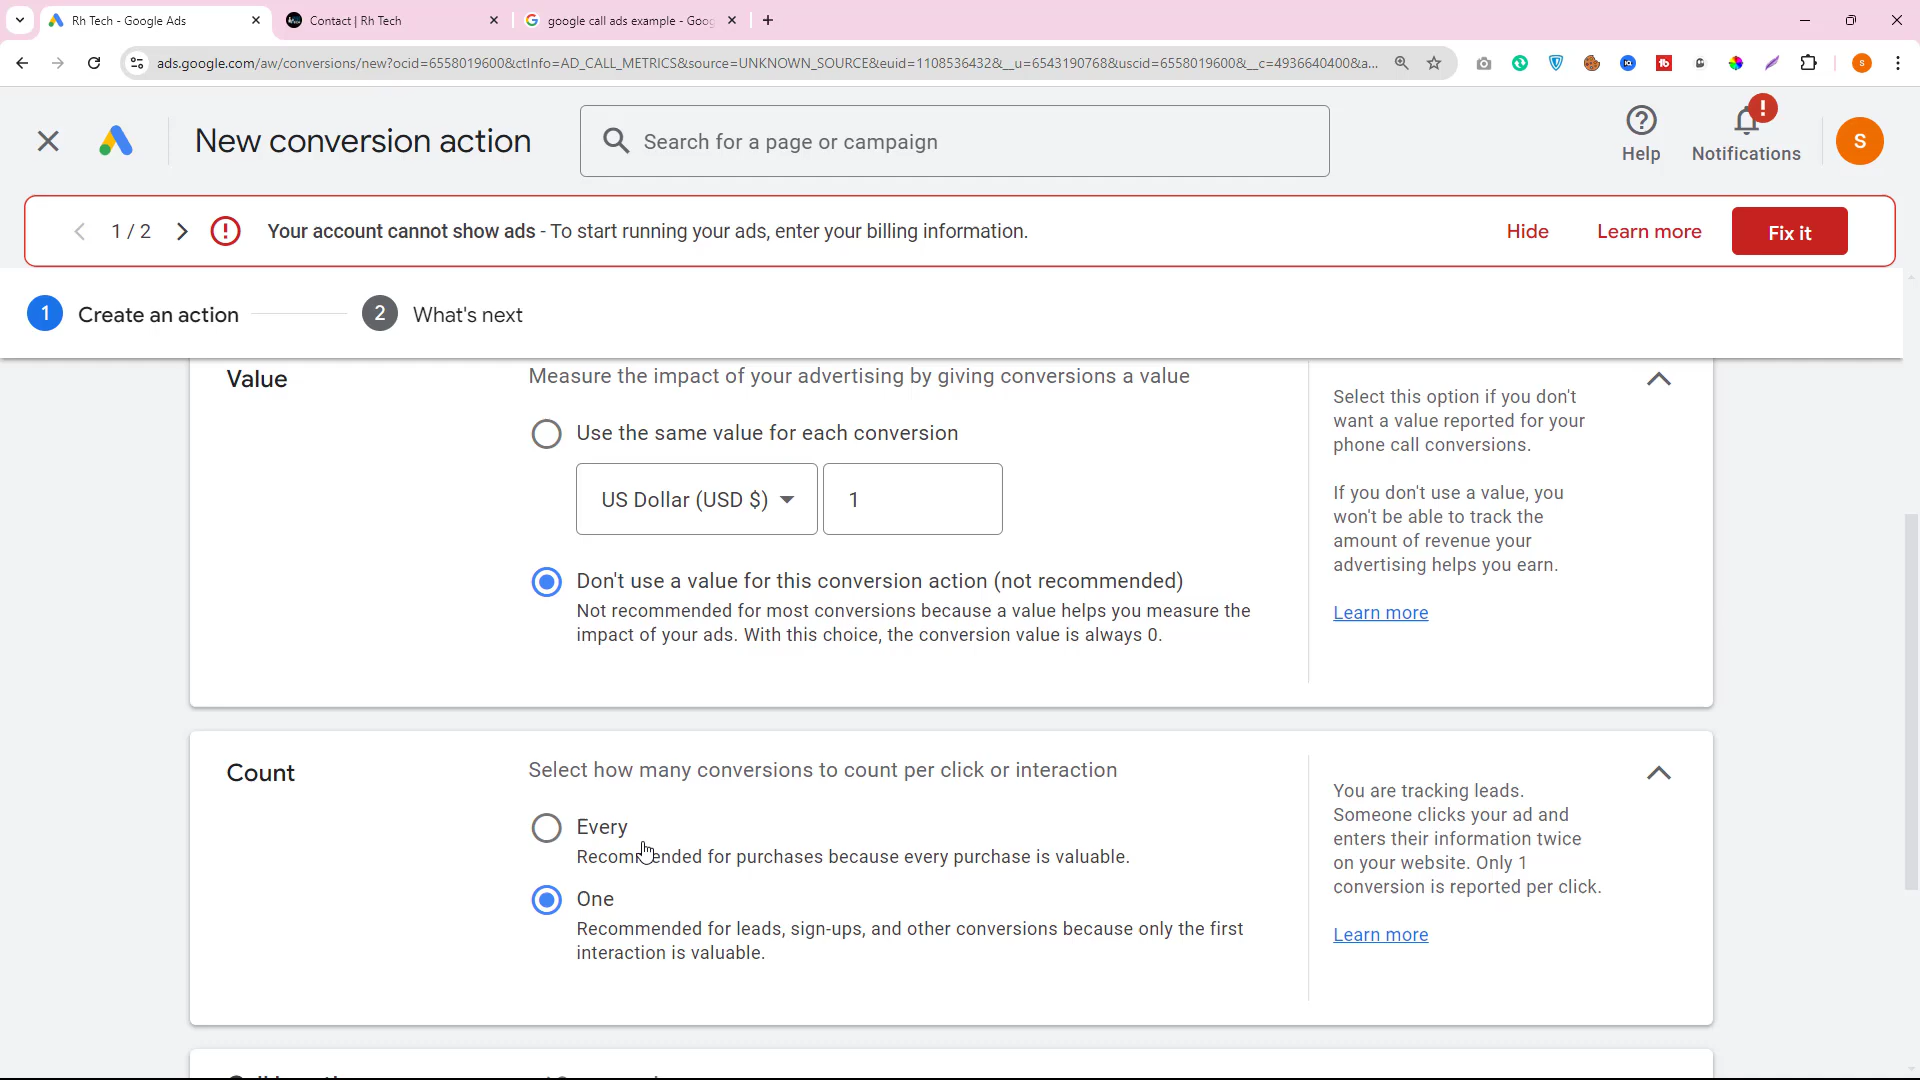 Rh Tech - Google Ads
Contact | Rh Tech
google call ads example - Goog
ads.google.com/aw/conversions/new?ocid=6558019600&ctInfo=AD_CALL_METRICS&source=UNKNOWN_SOURCE&euid=1108536432&__u=6543190768&uscid=6558019600&__c=4936640400&a...
S
New conversion action
Search for a page or campaign
Help
Notifications
S
1 / 2
Your account cannot show ads - To start running your ads, enter your billing information.
Hide
Learn more
Fix it
1
Create an action
2
What's next
Value
Measure the impact of your advertising by giving conversions a value
Use the same value for each conversion
US Dollar (USD $)
1
Don't use a value for this conversion action (not recommended)
Not recommended for most conversions because a value helps you measure the
impact of your ads. With this choice, the conversion value is always 0.
Select this option if you don't
want a value reported for your
phone call conversions.
If you don't use a value, you
won't be able to track the
amount of revenue your
advertising helps you earn.
Learn more
Count
Select how many conversions to count per click or interaction
Every
Recommended for purchases because every purchase is valuable.
One
Recommended for leads, sign-ups, and other conversions because only the first
interaction is valuable.
You are tracking leads.
Someone clicks your ad and
enters their information twice
on your website. Only 1
conversion is reported per click.
Learn more